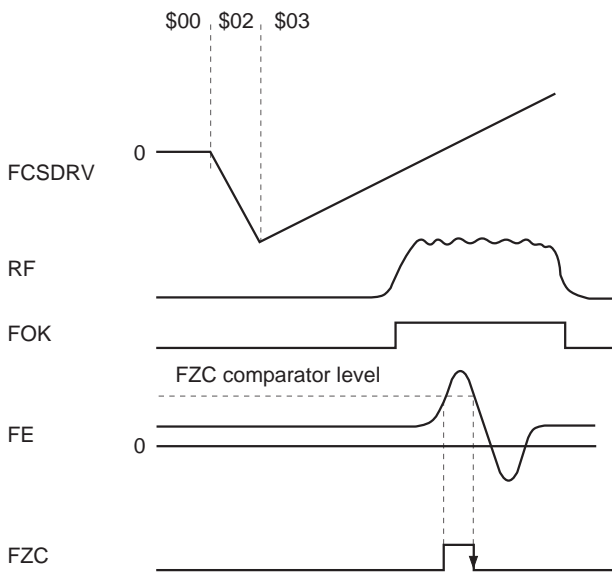 $00 $02 $03
0
FCSDRV
RF
FOK
FZC comparator level
FE
0
FZC